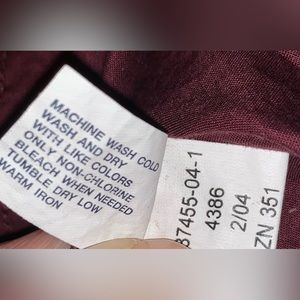 MACHINE WASH COLD
WASH AND DRY
WITH LIKE COLORS
ONLY NON-CHLORINE
BLEACH WHEN NEEDED
TUMBLE DRY LOW
WARM IRON
37455-04-1
4386
2/04
ZN 351